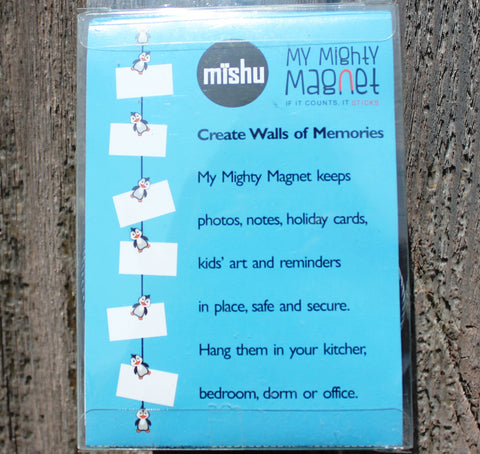 mishu
MY MIGHTY
MAGNET
IF IT COUNTS, IT STICKS
Create Walls of Memories
My Mighty Magnet keeps
photos, notes, holiday cards,
kids' art and reminders
in place, safe and secure.
Hang them in your kitcher,
bedroom, dorm or office.